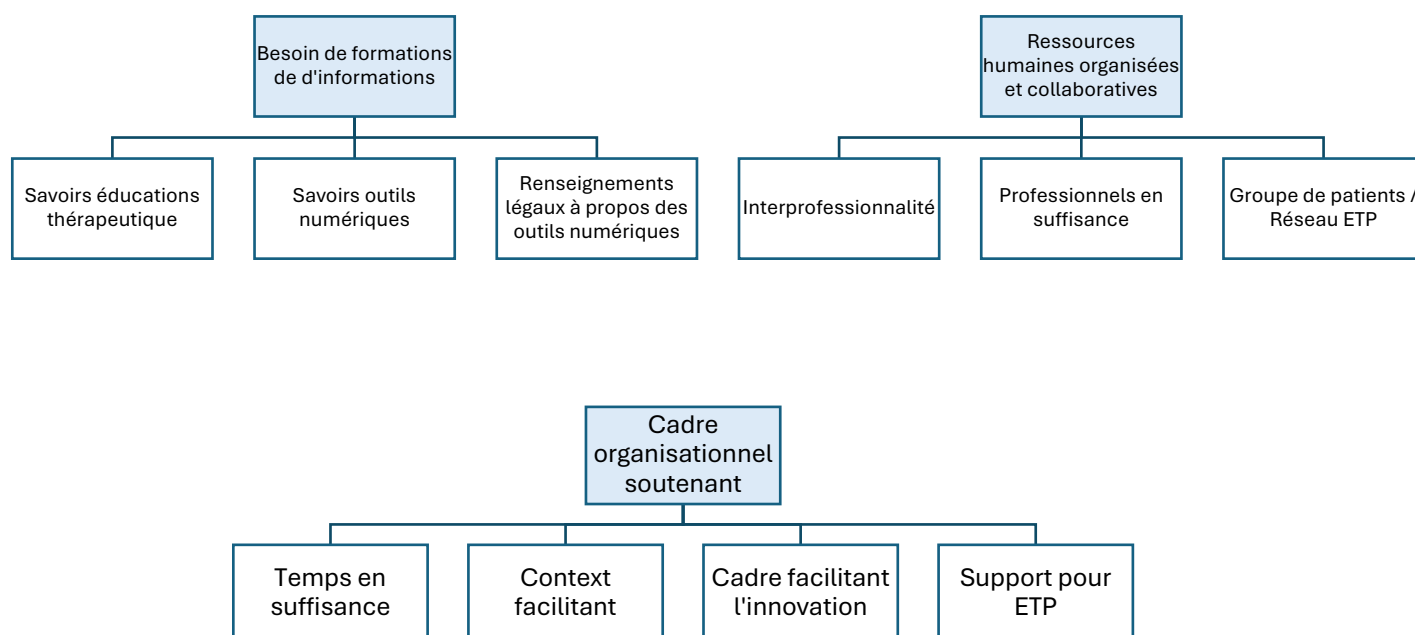 Besoin de formations
de d'informations
Ressources
humaines organisées
et collaboratives
Savoirs éducations
thérapeutique
Savoirs outils
numériques
Renseignements
légaux à propos des
outils numériques
Interprofessionnalité
Professionnels en
suffisance
Groupe de patients /
Réseau ETP
Cadre
organisationnel
soutenant
Temps en
suffisance
Context
facilitant
Cadre facilitant
l'innovation
Support pour
ETP